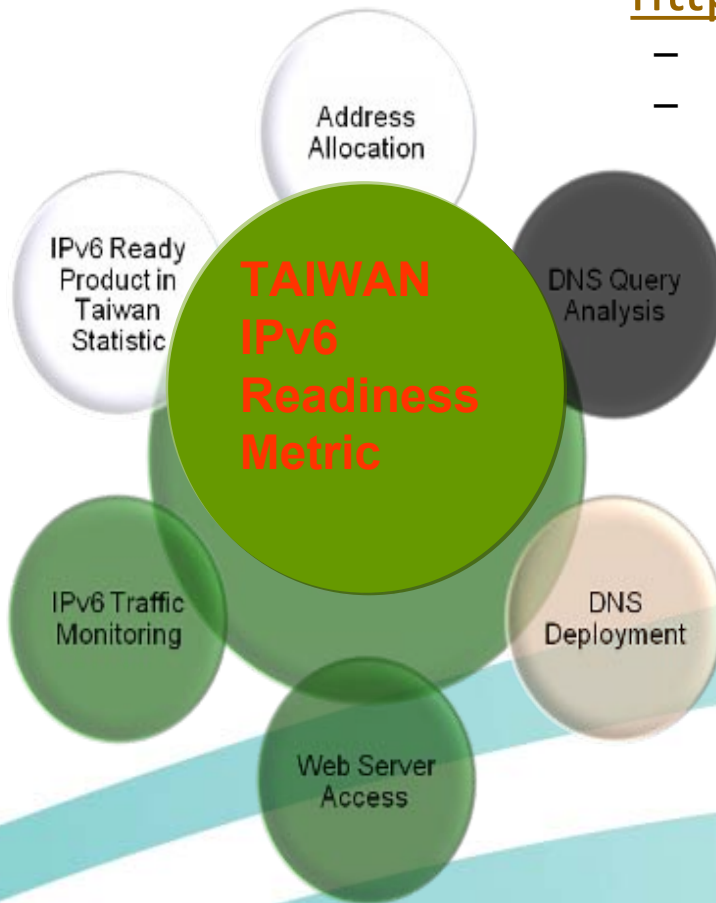 Address
Allocation
IPv6 Ready
Product in
Taiwan
Statistic
TAIWAN
IPv6
Readiness
Metric
DNS Query
Analysis
IPv6 Traffic
Monitoring
DNS
Deployment
Web Server
Access
–
–